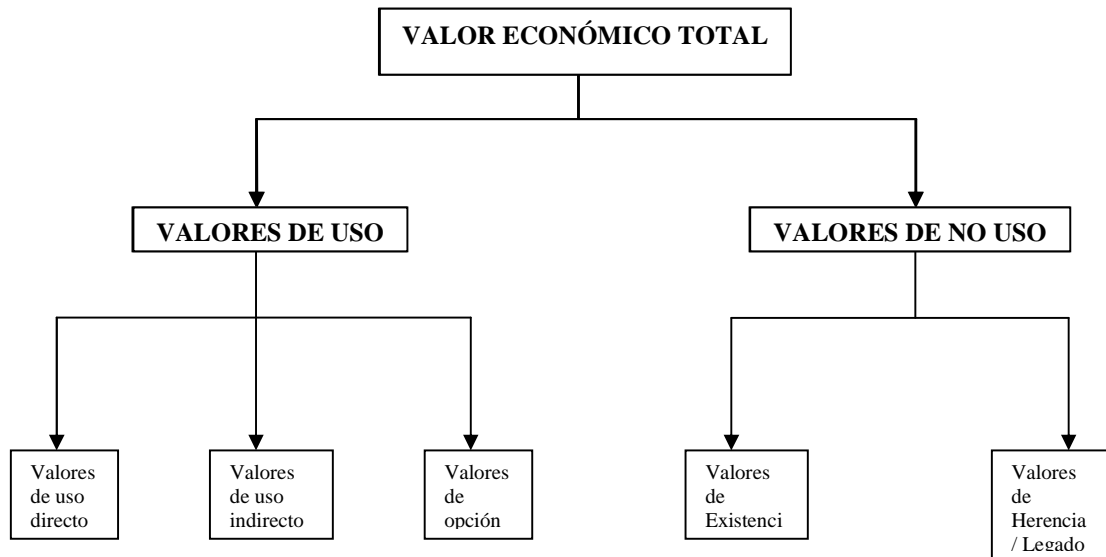 VALOR ECONÓMICO TOTAL
VALORES DE USO
VALORES DE NO USO
Valores
de uso
directo
Valores
de uso
indirecto
Valores
de
opción
Valores
de
Existenci
Valores
de
Herencia
/ Legado